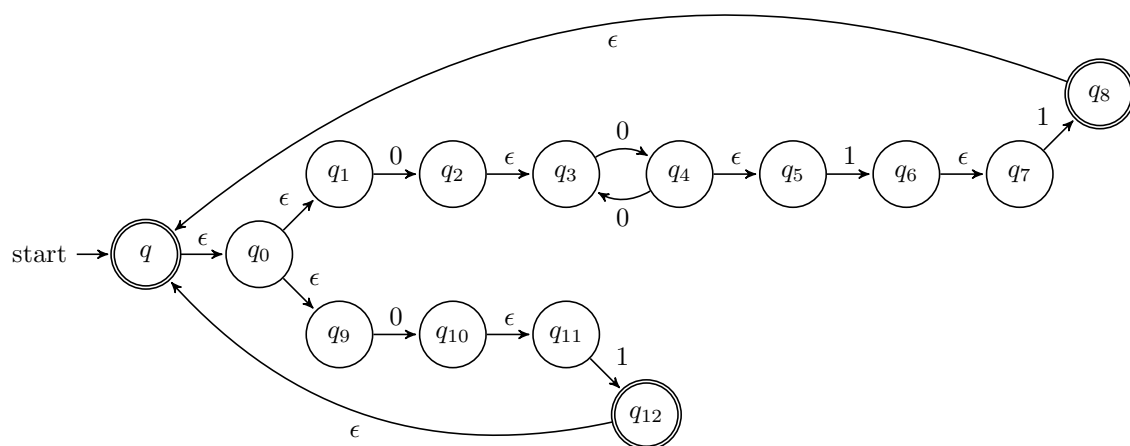 ϵ
q₈
1
0
q₁ 0 q₂ ϵ q₃ q₄ ϵ q₅ 1 q₆ ϵ q₇
ϵ 0
start q ϵ q₀
ϵ
q₉ 0 q₁₀ ϵ q₁₁
1
q₁₂
ϵ